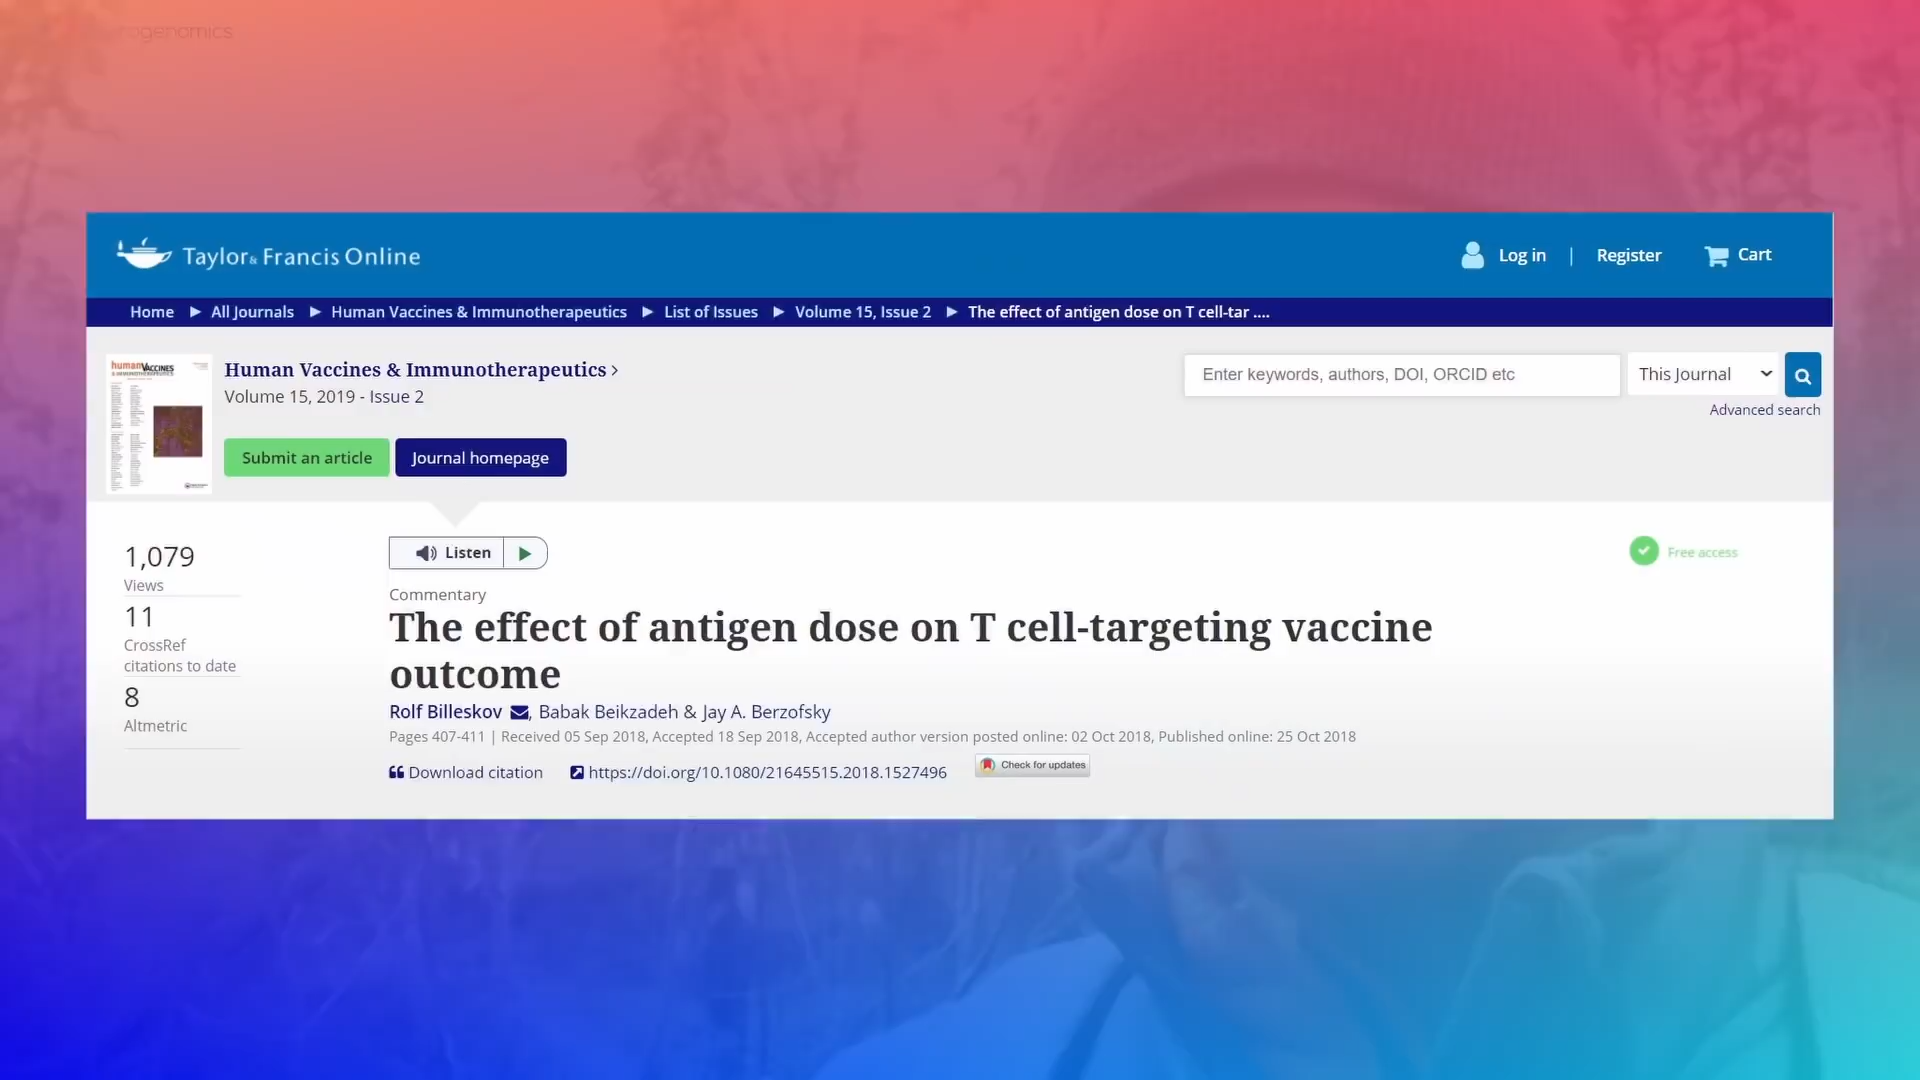 Taylor & Francis Online
Log in | Register Cart
Home ▶ All Journals ▶ Human Vaccines & Immunotherapeutics ▶ List of Issues ▶ Volume 15, Issue 2 ▶ The effect of antigen dose on T cell-tar ....
human VACCINES
Human Vaccines & Immunotherapeutics >
Volume 15, 2019 - Issue 2
Enter keywords, authors, DOI, ORCID etc
This Journal
Advanced search
Submit an article
Journal homepage
1,079
Views
11
CrossRef
citations to date
8
Altmetric
Listen
Free access
Commentary
The effect of antigen dose on T cell-targeting vaccine
outcome
Rolf Billeskov, Babak Beikzadeh & Jay A. Berzofsky
Pages 407-411 | Received 05 Sep 2018, Accepted 18 Sep 2018, Accepted author version posted online: 02 Oct 2018, Published online: 25 Oct 2018
Download citation
https://doi.org/10.1080/21645515.2018.1527496
Check for updates